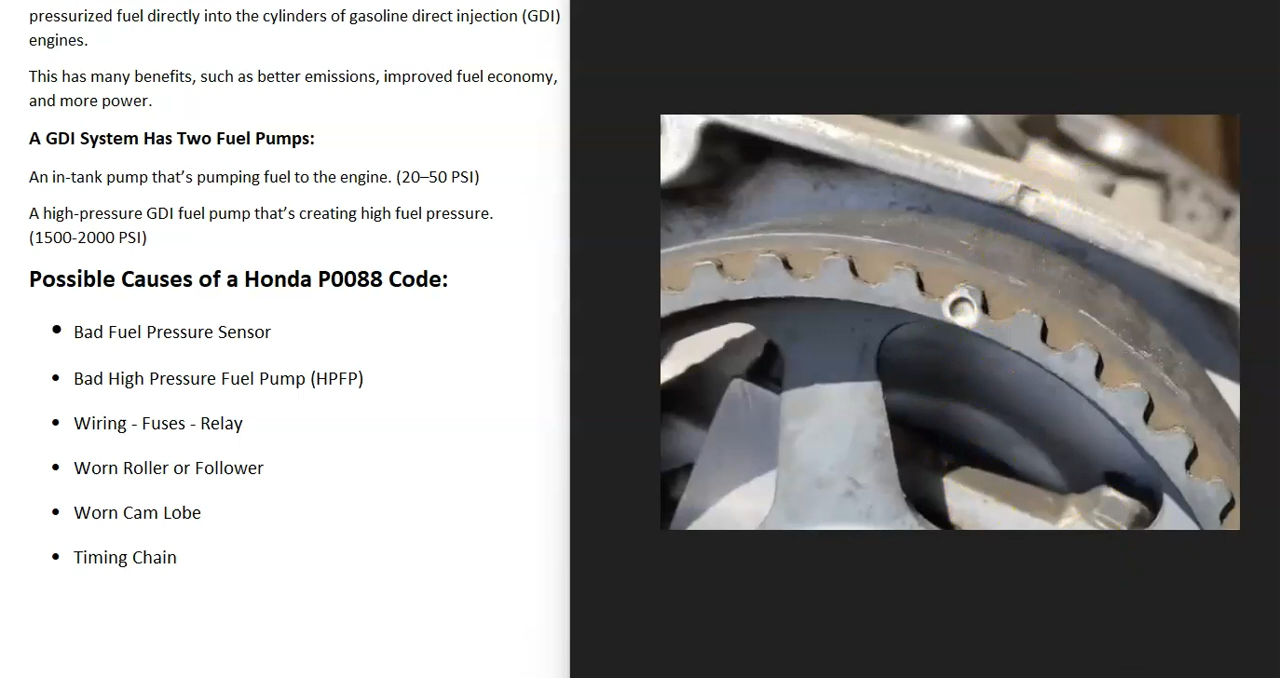 pressurized fuel directly into the cylinders of gasoline direct injection (GDI)
engines.
This has many benefits, such as better emissions, improved fuel economy,
and more power.
A GDI System Has Two Fuel Pumps:
An in-tank pump that’s pumping fuel to the engine. (20–50 PSI)
A high-pressure GDI fuel pump that’s creating high fuel pressure.
(1500-2000 PSI)
Possible Causes of a Honda P0088 Code:
• Bad Fuel Pressure Sensor
• Bad High Pressure Fuel Pump (HPFP)
• Wiring - Fuses - Relay
• Worn Roller or Follower
• Worn Cam Lobe
• Timing Chain